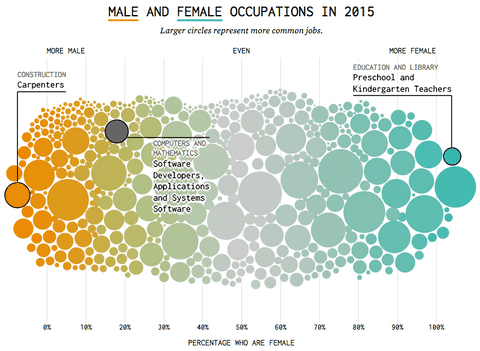 MALE AND FEMALE OCCUPATIONS IN 2015
Larger circles represent more common jobs.
MORE MALE
EVEN
MORE FEMALE
CONSTRUCTION
Carpenters
EDUCATION AND LIBRARY
Preschool and
Kindergarten Teachers
COMPUTERS AND
MATHEMATICS
Software
Developers,
Applications
and Systems
Software
0% 10% 20% 30% 40% 50% 60% 70% 80% 90% 100%
PERCENTAGE WHO ARE FEMALE